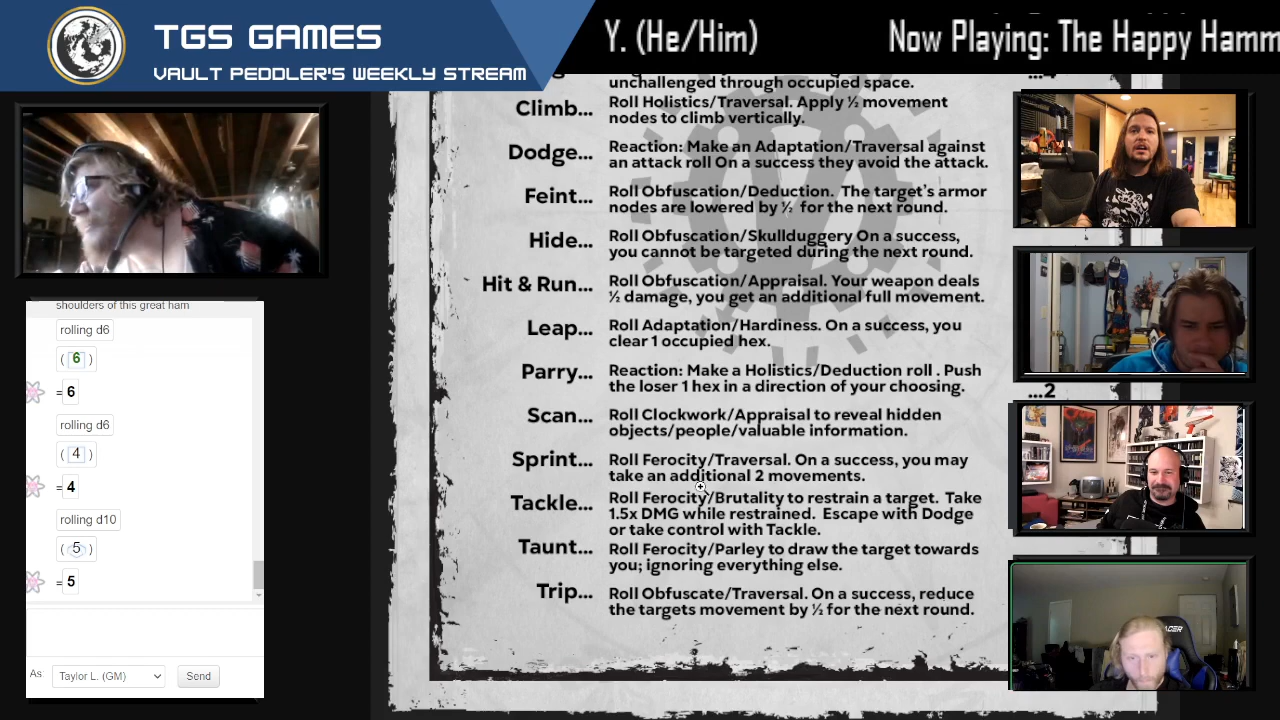 TGS GAMES
VAULT PEDDLER'S WEEKLY STREAM
Y. (He/Him)
Now Playing: The Happy Hamm
unchallenged through occupied space.
Climb...
Roll Holistics/Traversal. Apply ½ movement
nodes to climb vertically.
Dodge...
Reaction: Make an Adaptation/Traversal against
an attack roll On a success they avoid the attack.
Feint...
Roll Obfuscation/Deduction. The target's armor
nodes are lowered by ½ for the next round.
Hide...
Roll Obfuscation/Skullduggery On a success,
you cannot be targeted during the next round.
Hit & Run...
Roll Obfuscation/Appraisal. Your weapon deals
½ damage, you get an additional full movement.
Leap...
Roll Adaptation/Hardiness. On a success, you
clear 1 occupied hex.
Parry...
Reaction: Make a Holistics/Deduction roll . Push
the loser 1 hex in a direction of your choosing.
...2
Scan...
Roll Clockwork/Appraisal to reveal hidden
objects/people/valuable information.
Sprint...
Roll Ferocity/Traversal. On a success, you may
take an additional 2 movements.
Tackle...
Roll Ferocity/Brutality to restrain a target. Take
1.5x DMG while restrained. Escape with Dodge
or take control with Tackle.
Taunt...
Roll Ferocity/Parley to draw the target towards
you; ignoring everything else.
Trip...
Roll Obfuscate/Traversal. On a success, reduce
the targets movement by ½ for the next round.
shoulders of this great ham
rolling d6
( 6 )
= 6
rolling d6
( 4 )
= 4
rolling d10
( 5 )
= 5
As:
Taylor L. (GM)
Send